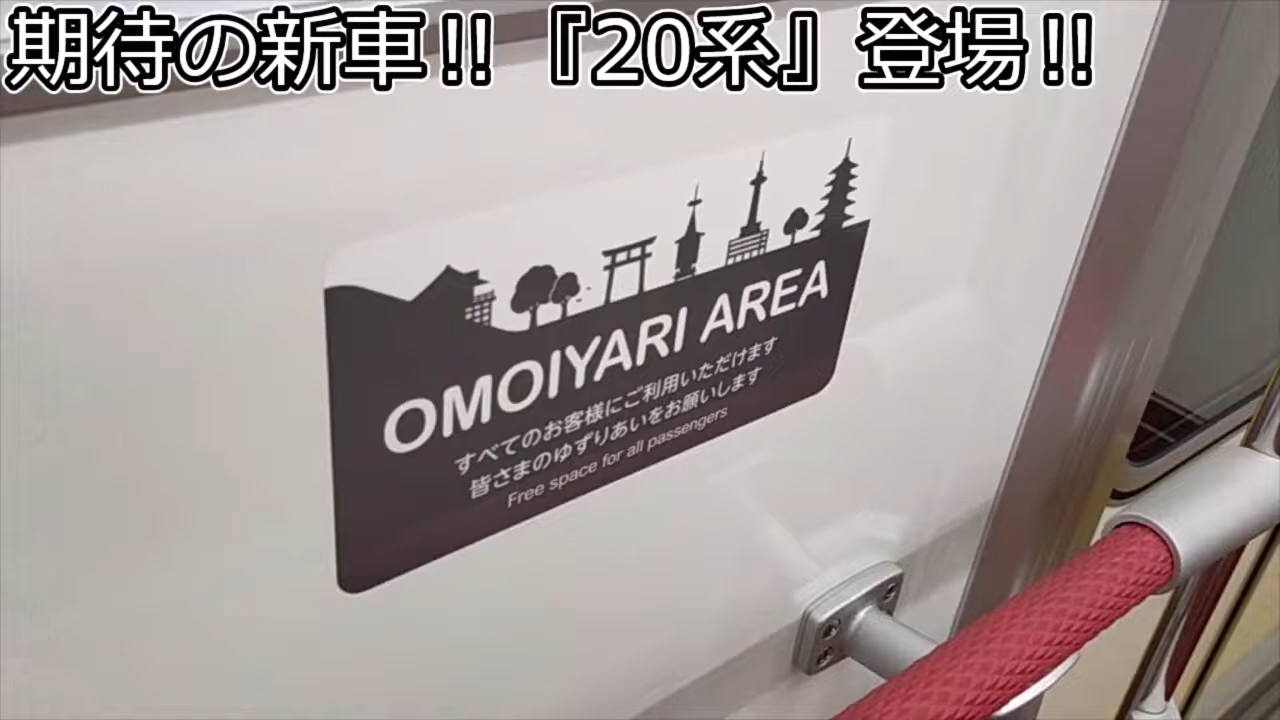 期待の新車‼『20系』登場‼
OMOIYARI AREA
すべてのお客様にご利用いただけます
皆さまのゆずりあいをお願いします
Free space for all passengers